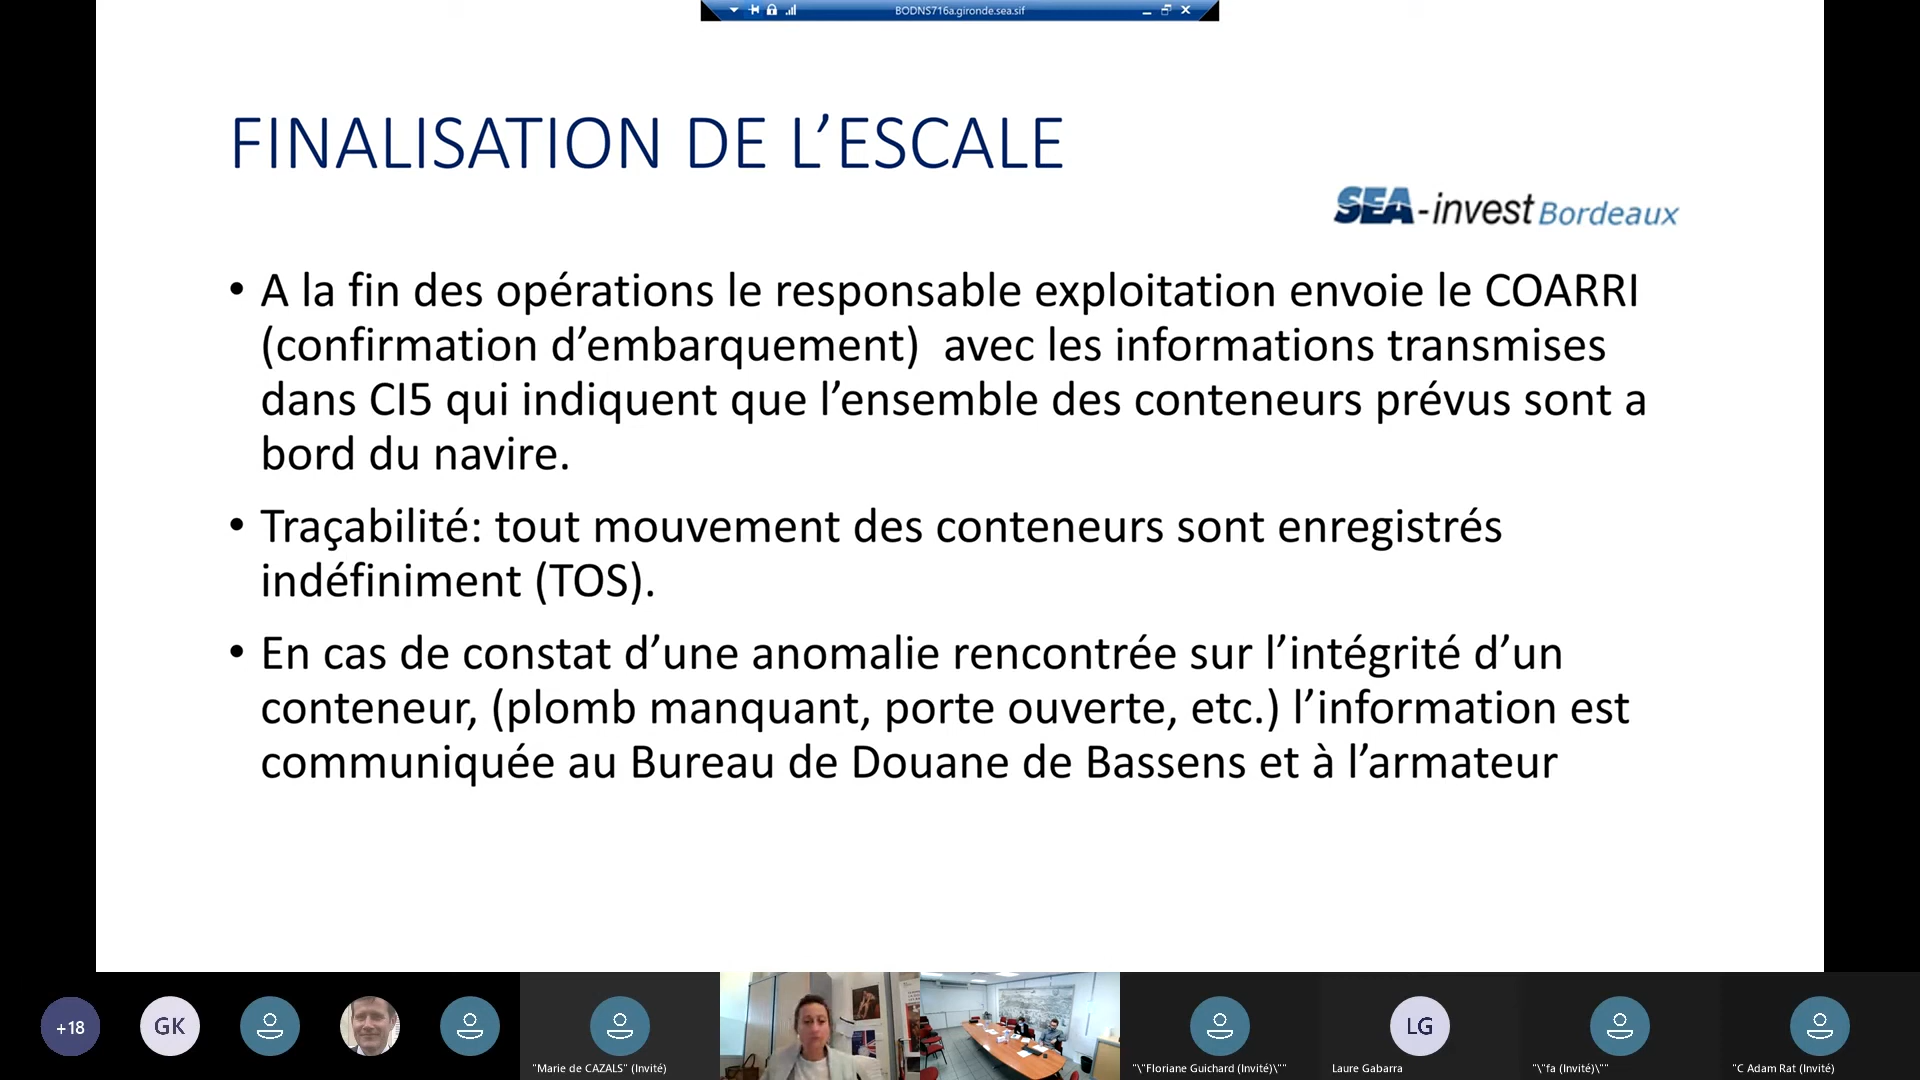 BODNS716a.gironde.sea.sif
FINALISATION DE L’ESCALE
SEA-invest Bordeaux
• A la fin des opérations le responsable exploitation envoie le COARRI
(confirmation d’embarquement)  avec les informations transmises
dans CI5 qui indiquent que l’ensemble des conteneurs prévus sont a
bord du navire.
• Traçabilité: tout mouvement des conteneurs sont enregistrés
indéfiniment (TOS).
• En cas de constat d’une anomalie rencontrée sur l’intégrité d’un
conteneur, (plomb manquant, porte ouverte, etc.) l’information est
communiquée au Bureau de Douane de Bassens et à l’armateur
+18
GK
LG
"Marie de CAZALS" (Invité)
"\"Floriane Guichard (Invité)\""
Laure Gabarra
"\"fa (Invité)\""
"C Adam Rat (Invité)